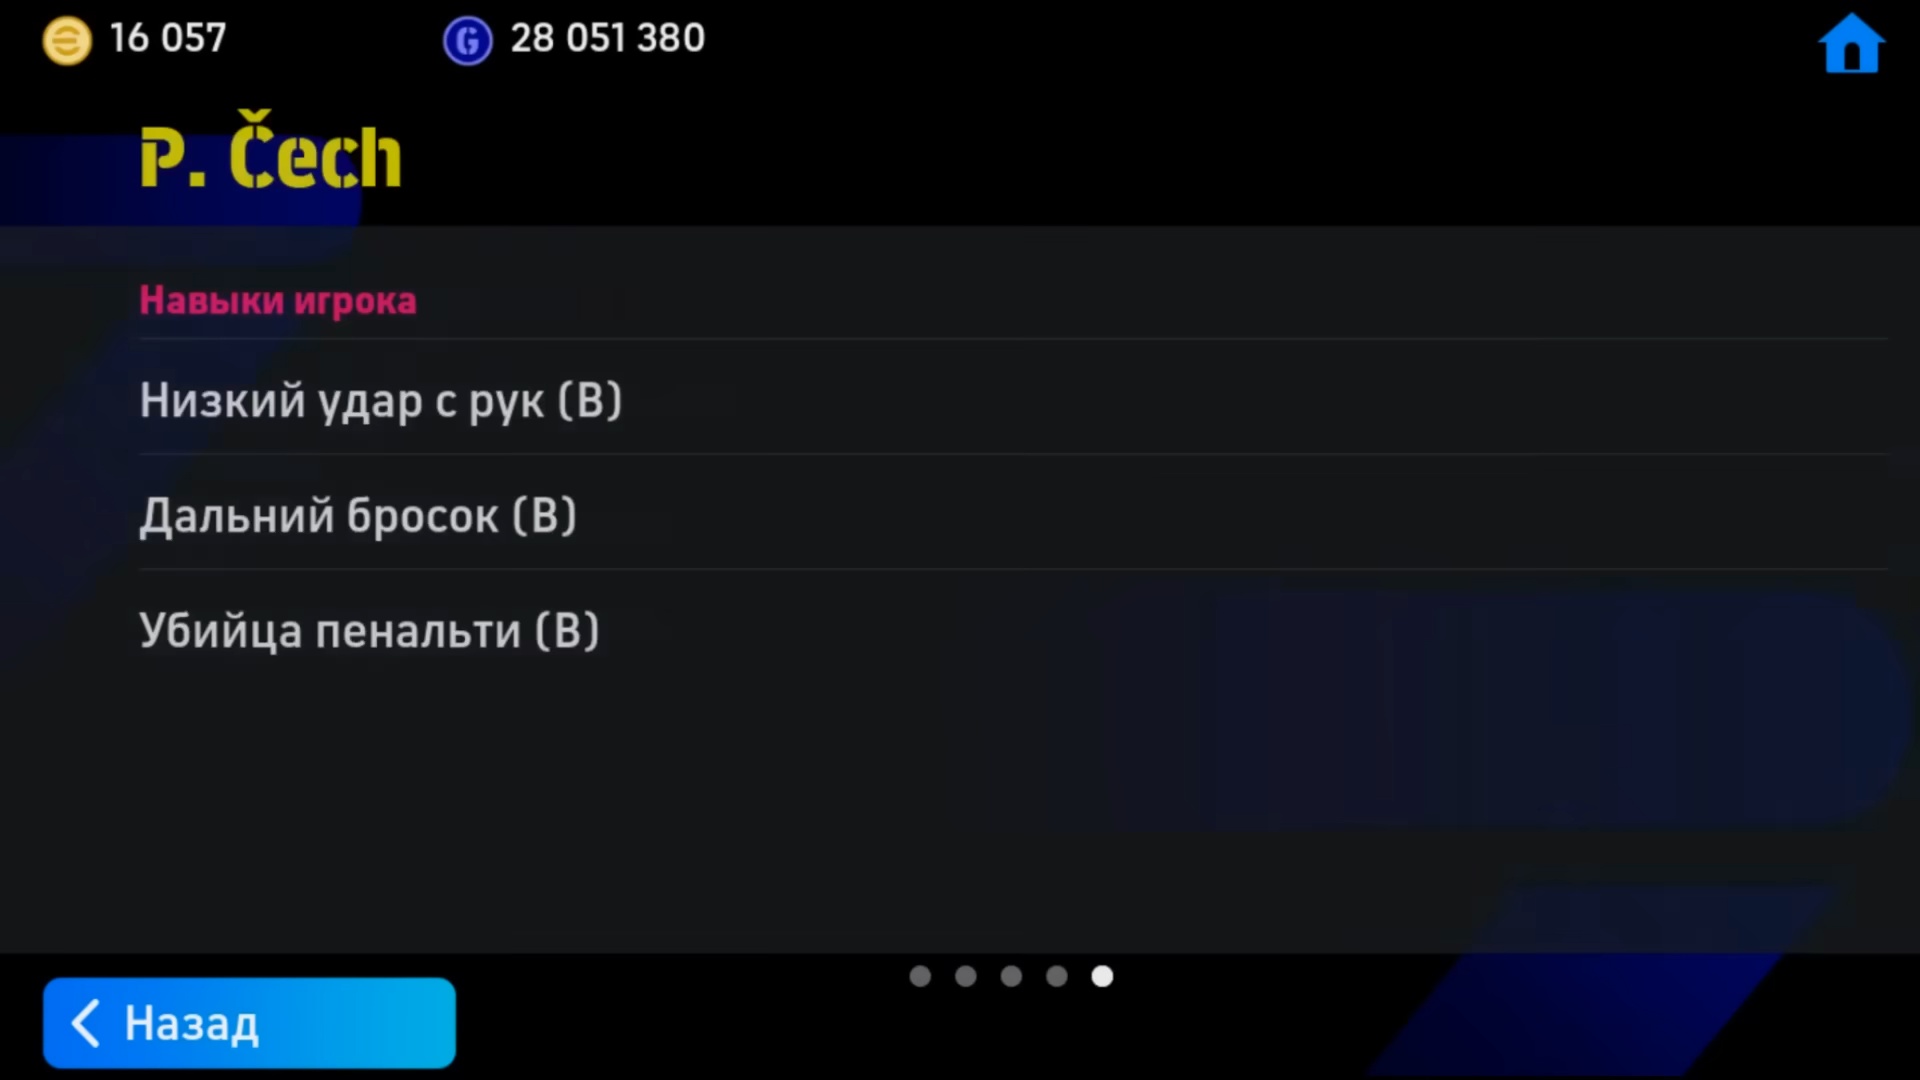 16 057
28 051 380
P. Čech
Навыки игрока
Низкий удар с рук (В)
Дальний бросок (В)
Убийца пенальти (В)
Назад